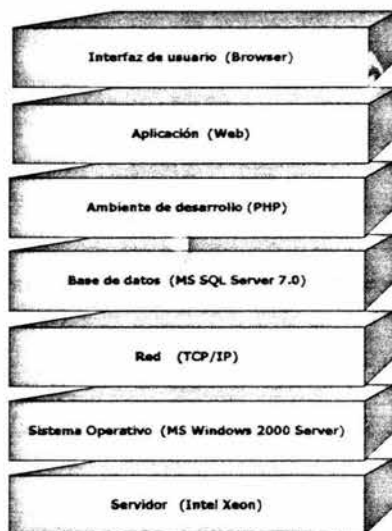 Interfaz de usuario (Browser)
Aplicación (Web)
Ambiente de desarrollo (PHP)
Base de datos (MS SQL Server 7.0)
Red (TCP/IP)
Sistema Operativo (MS Windows 2000 Server)
Servidor (Intel Xeon)